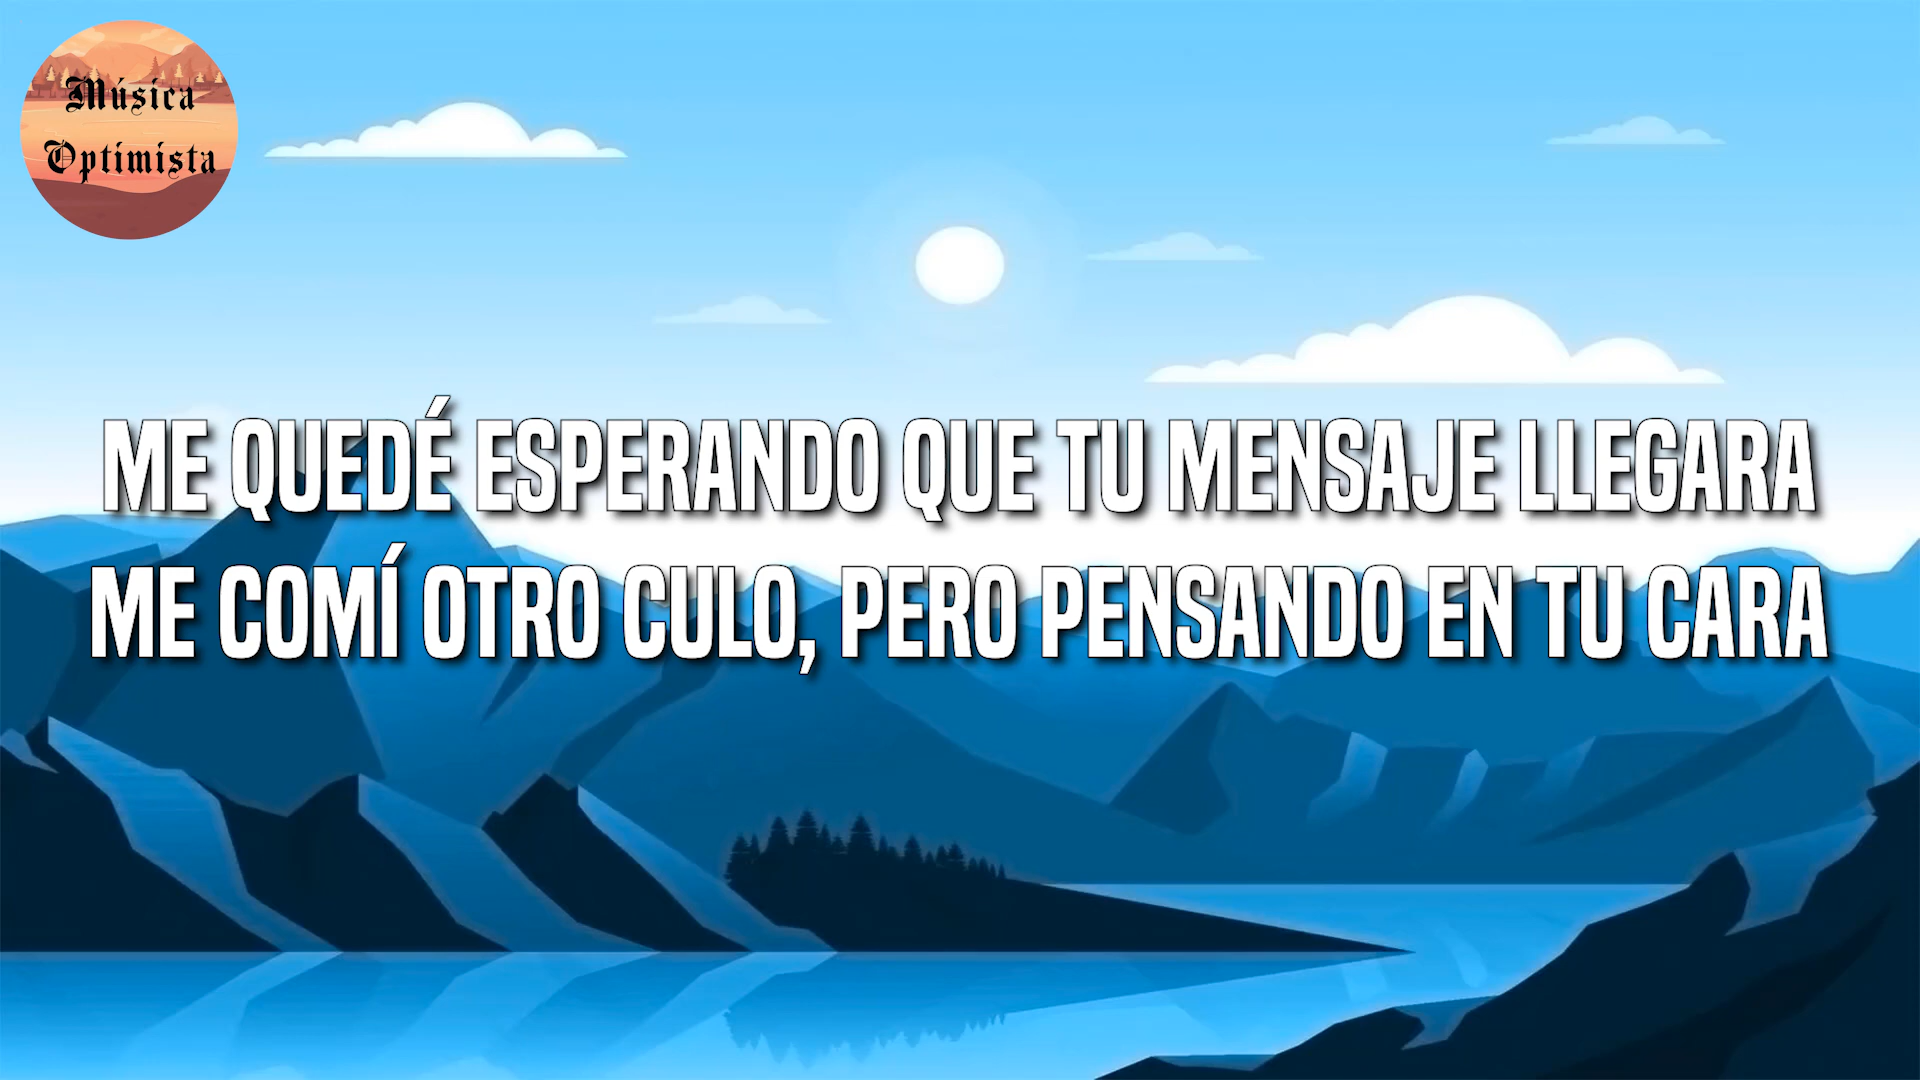 Música
Optimista
ME QUEDÉ ESPERANDO QUE TU MENSAJE LLEGARA
ME COMÍ OTRO CULO, PERO PENSANDO EN TU CARA